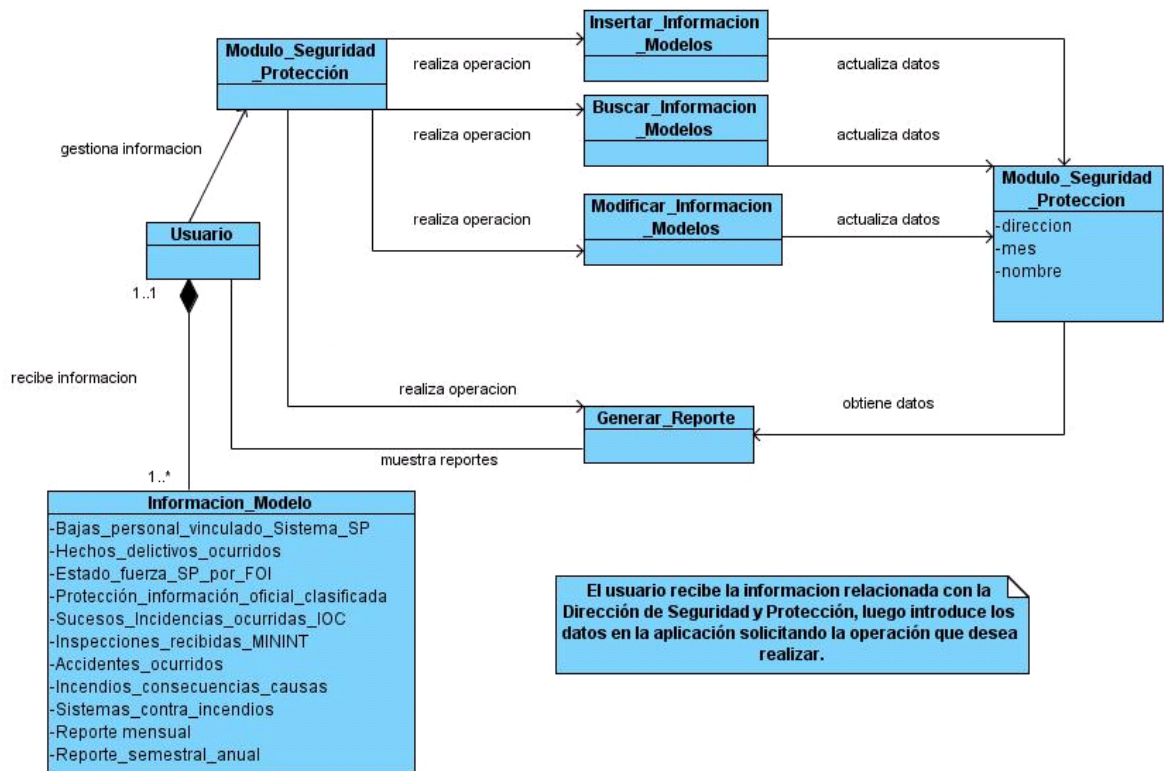 Insertar_Informacion
_Modelos
Modulo_Seguridad
_Protección
realiza operacion
actualiza datos
Buscar_Informacion
_Modelos
realiza operacion
actualiza datos
gestiona informacion
Modulo_Seguridad
_Proteccion
-direccion
-mes
-nombre
Modificar_Informacion
_Modelos
realiza operacion
actualiza datos
Usuario
1..1
recibe informacion
realiza operacion
obtiene datos
Generar_Reporte
muestra reportes
1..*
Informacion_Modelo
-Bajas_personal_vinculado_Sistema_SP
-Hechos_delictivos_ocurridos
-Estado_fuerza_SP_por_FOI
-Protección_información_oficial_clasificada
-Sucesos_Incidencias_ocurridas_IOC
-Inspecciones_recibidas_MININT
-Accidentes_ocurridos
-Incendios_consecuencias_causas
-Sistemas_contra_incendios
-Reporte mensual
-Reporte_semestral_anual
El usuario recibe la informacion relacionada con la
Dirección de Seguridad y Protección, luego introduce los
datos en la aplicación solicitando la operación que desea
realizar.